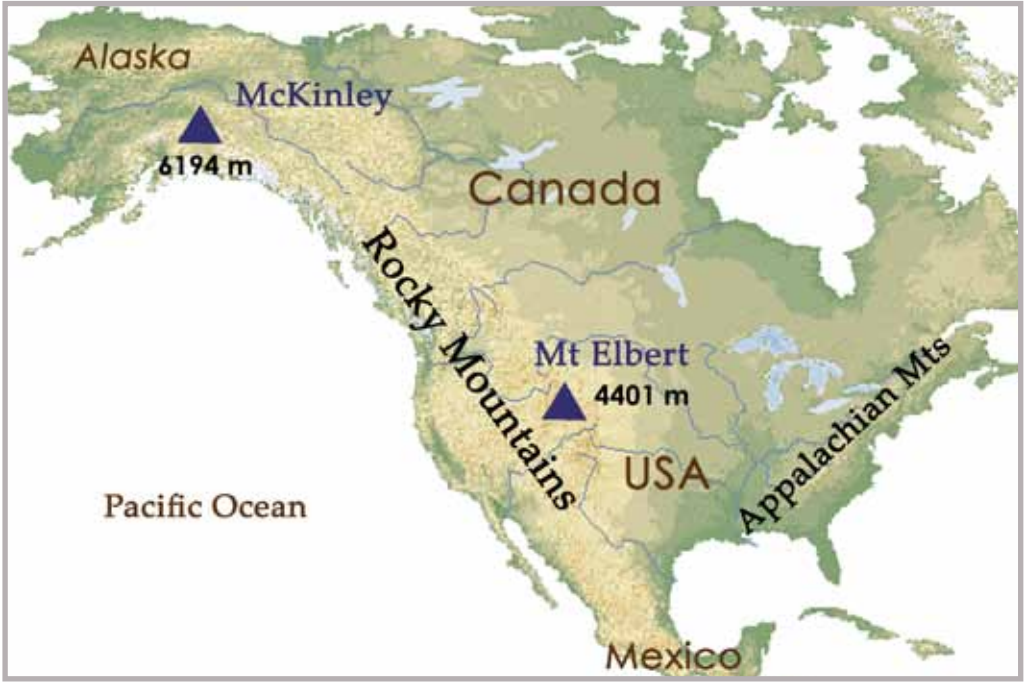 Alaska
McKinley
6194 m
Canada
Rocky Mountains
Mt Elbert
4401 m
Appalachian Mts
USA
Pacific Ocean
Mexico